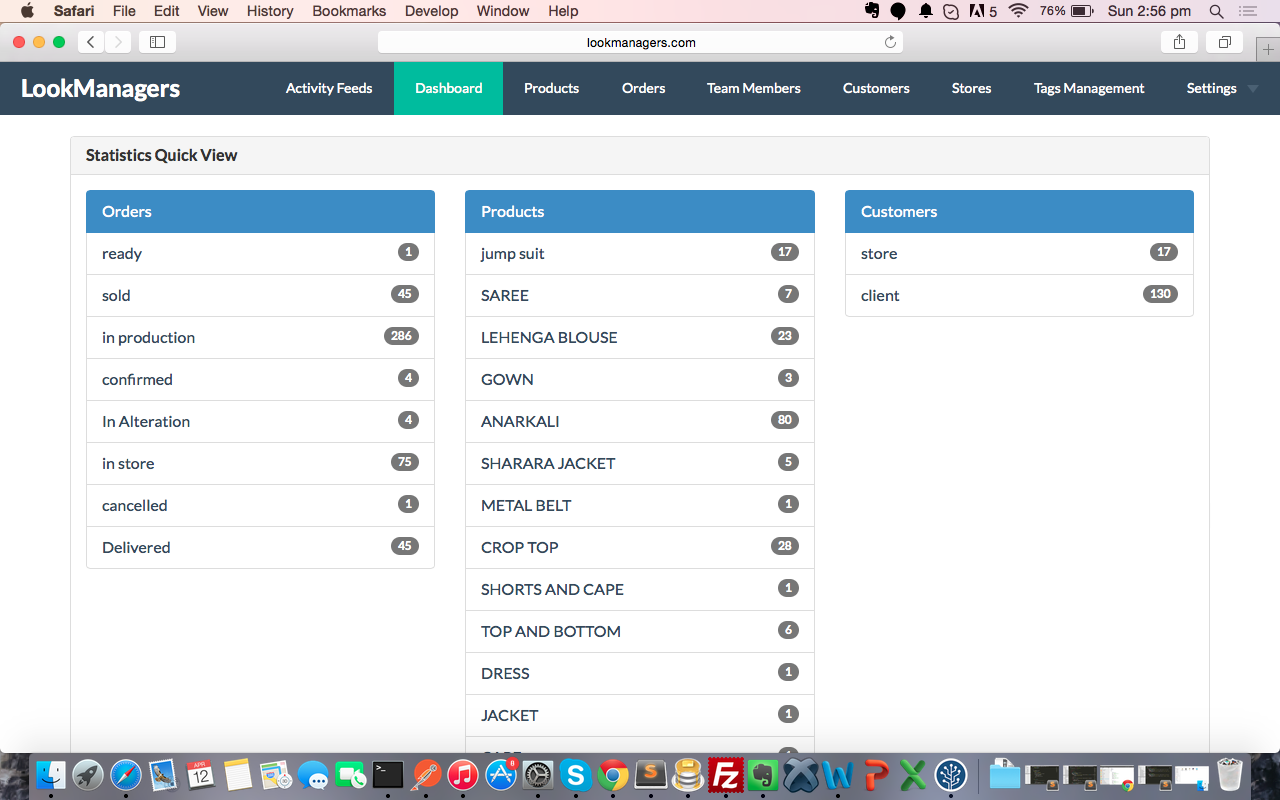 Safari File Edit View History Bookmarks Develop Window Help 5 76% Sun 2:56 pm
lookmanagers.com
LookManagers Activity Feeds Dashboard Products Orders Team Members Customers Stores Tags Management Settings
Statistics Quick View
Orders
ready 1
sold 45
in production 286
confirmed 4
In Alteration 4
in store 75
cancelled 1
Delivered 45
Products
jump suit 17
SAREE 7
LEHENGA BLOUSE 23
GOWN 3
ANARKALI 80
SHARARA JACKET 5
METAL BELT 1
CROP TOP 28
SHORTS AND CAPE 1
TOP AND BOTTOM 6
DRESS 1
JACKET 1
Customers
store 17
client 130
APR
12
8